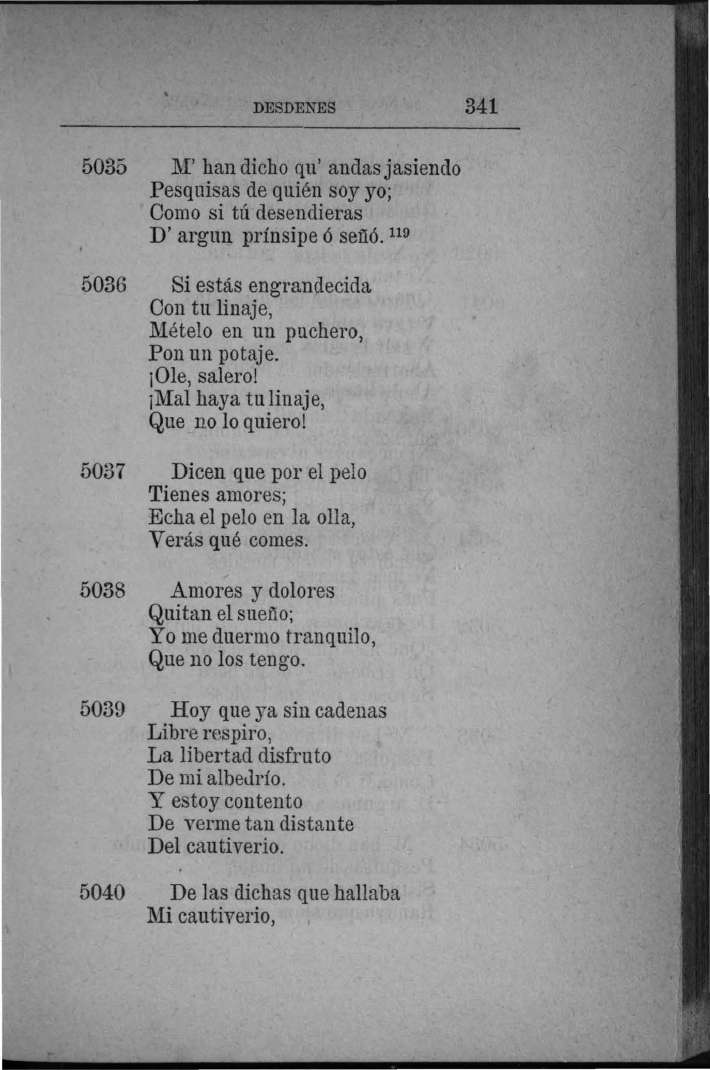 DESDENES 341
5035 M' han dicho qu' andas jasiendo
Pesquisas de quién soy yo;
Como si tú desendieras
D' argun prínsipe ó señó. 119
5036 Si estás engrandecida
Con tu linaje,
Mételo en un puchero,
Pon un potaje.
¡Ole, salero!
¡Mal haya tu linaje,
Que no lo quiero!
5037 Dicen que por el pelo
Tienes amores;
Echa el pelo en la olla,
Verás qué comes.
5038 Amores y dolores
Quitan el sueño;
Yo me duermo tranquilo,
Que no los tengo.
5039 Hoy que ya sin cadenas
Libre respiro,
La libertad disfruto
De mi albedrío.
Y estoy contento
De verme tan distante
Del cautiverio.
5040 De las dichas que hallaba
Mi cautiverio,